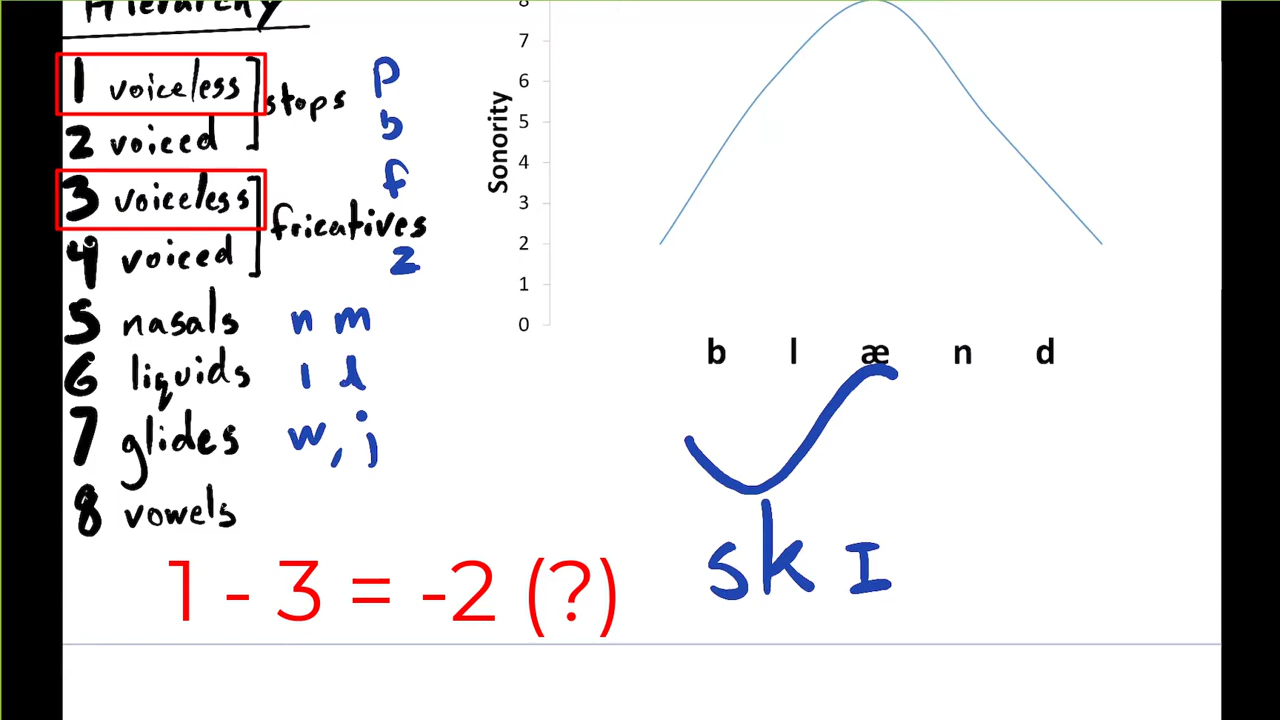 Hierarchy
1 voiceless
stops
p
2 voiced
b
3 voiceless
fricatives
f
4 voiced
z
5 nasals n m
6 liquids l
7 glides w, j
8 vowels
1 - 3 = -2 (?)
Sonority
8
7
6
5
4
3
2
1
0
b l æ n d
s k I